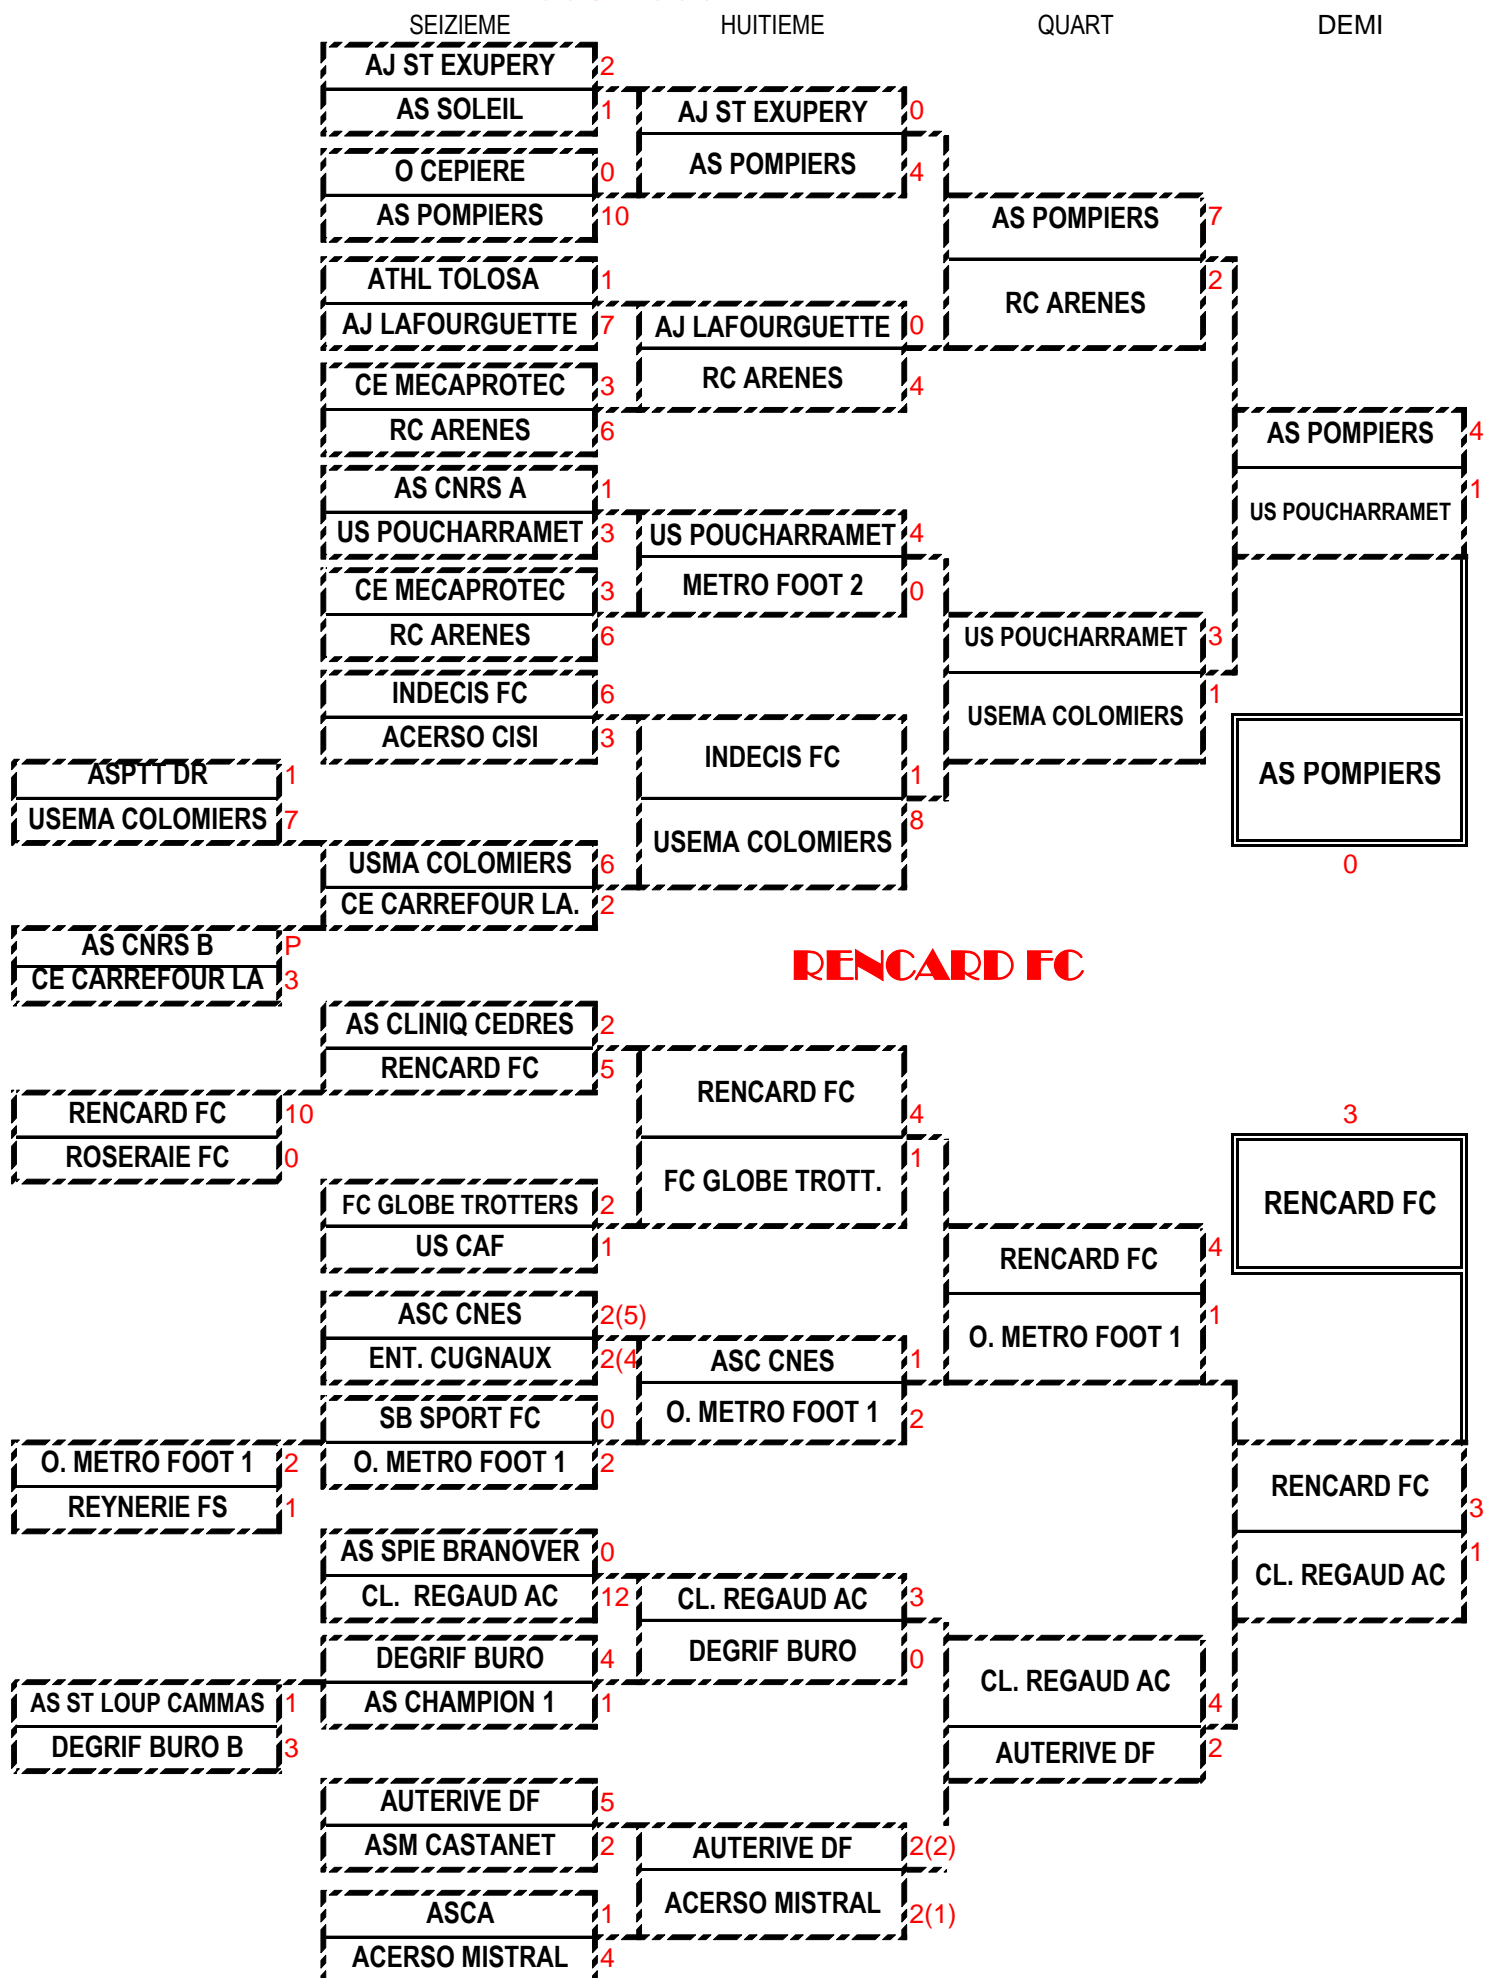 SEIZIEME HUITIEME QUART DEMI
AJ ST EXUPERY 2
AS SOLEIL 1
O CEPIERE 0
AS POMPIERS 10
ATHL TOLOSA 1
AJ LAFOURGUETTE 7
CE MECAPROTEC 3
RC ARENES 6
AS CNRS A 1
US POUCHARRAMET 3
CE MECAPROTEC 3
RC ARENES 6
INDECIS FC 6
ACERSO CISI 3
ASPTT DR 1
USEMA COLOMIERS 7
USMA COLOMIERS 6
CE CARREFOUR LA. 2
AS CNRS B P
CE CARREFOUR LA 3
AJ ST EXUPERY 0
AS POMPIERS 4
AJ LAFOURGUETTE 0
RC ARENES 4
US POUCHARRAMET 4
METRO FOOT 2 0
INDECIS FC 1
USEMA COLOMIERS 8
AS POMPIERS 7
RC ARENES 2
US POUCHARRAMET 3
USEMA COLOMIERS 1
AS POMPIERS 4
US POUCHARRAMET 1
AS POMPIERS
0
RENCARD FC
AS CLINIQ CEDRES 2
RENCARD FC 5
RENCARD FC 10
ROSERAIE FC 0
FC GLOBE TROTTERS 2
US CAF 1
ASC CNES 2(5)
ENT. CUGNAUX 2(4
SB SPORT FC 0
O. METRO FOOT 1 2
O. METRO FOOT 1 2
REYNERIE FS 1
AS SPIE BRANOVER 0
CL. REGAUD AC 12
DEGRIF BURO 4
AS CHAMPION 1 1
AS ST LOUP CAMMAS 1
DEGRIF BURO B 3
AUTERIVE DF 5
ASM CASTANET 2
ASCA 1
ACERSO MISTRAL 4
RENCARD FC 4
FC GLOBE TROTT. 1
ASC CNES 1
O. METRO FOOT 1 2
CL. REGAUD AC 3
DEGRIF BURO 0
AUTERIVE DF 2(2)
ACERSO MISTRAL 2(1)
RENCARD FC 4
O. METRO FOOT 1 1
CL. REGAUD AC 4
AUTERIVE DF 2
3
RENCARD FC
RENCARD FC 3
CL. REGAUD AC 1